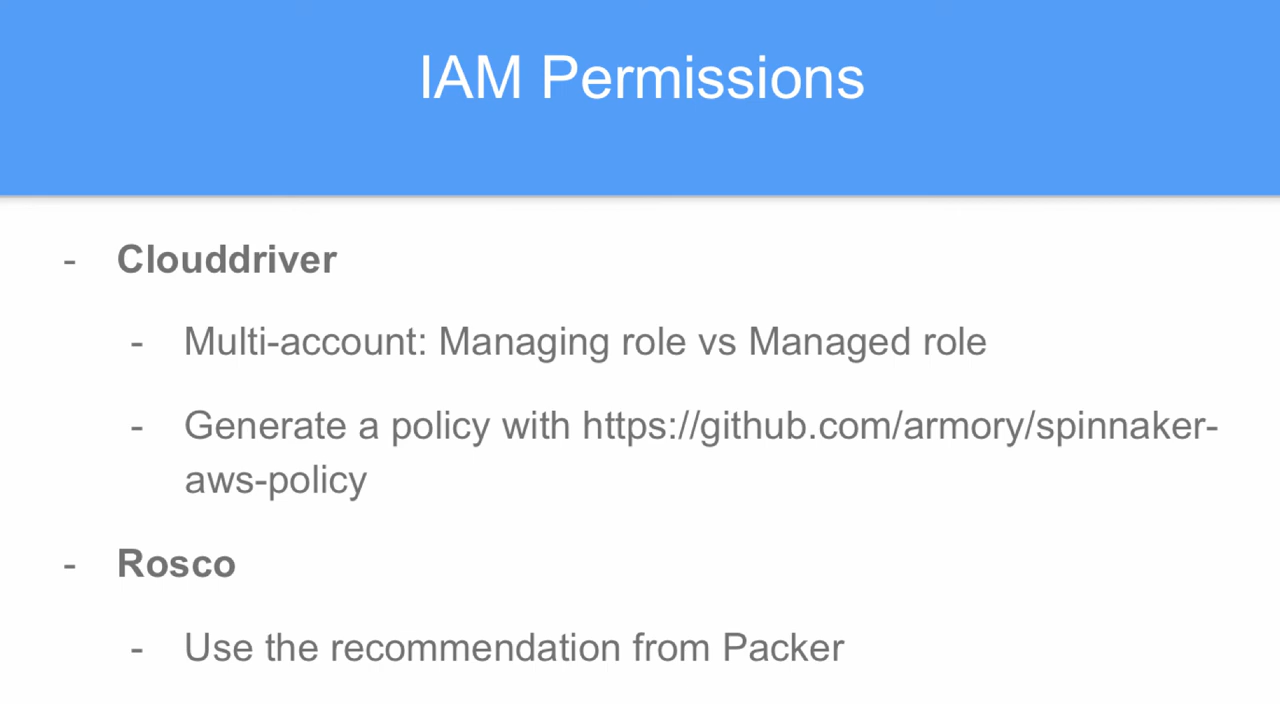 IAM Permissions
- Clouddriver
- Multi-account: Managing role vs Managed role
- Generate a policy with https://github.com/armory/spinnaker-
aws-policy
- Rosco
- Use the recommendation from Packer